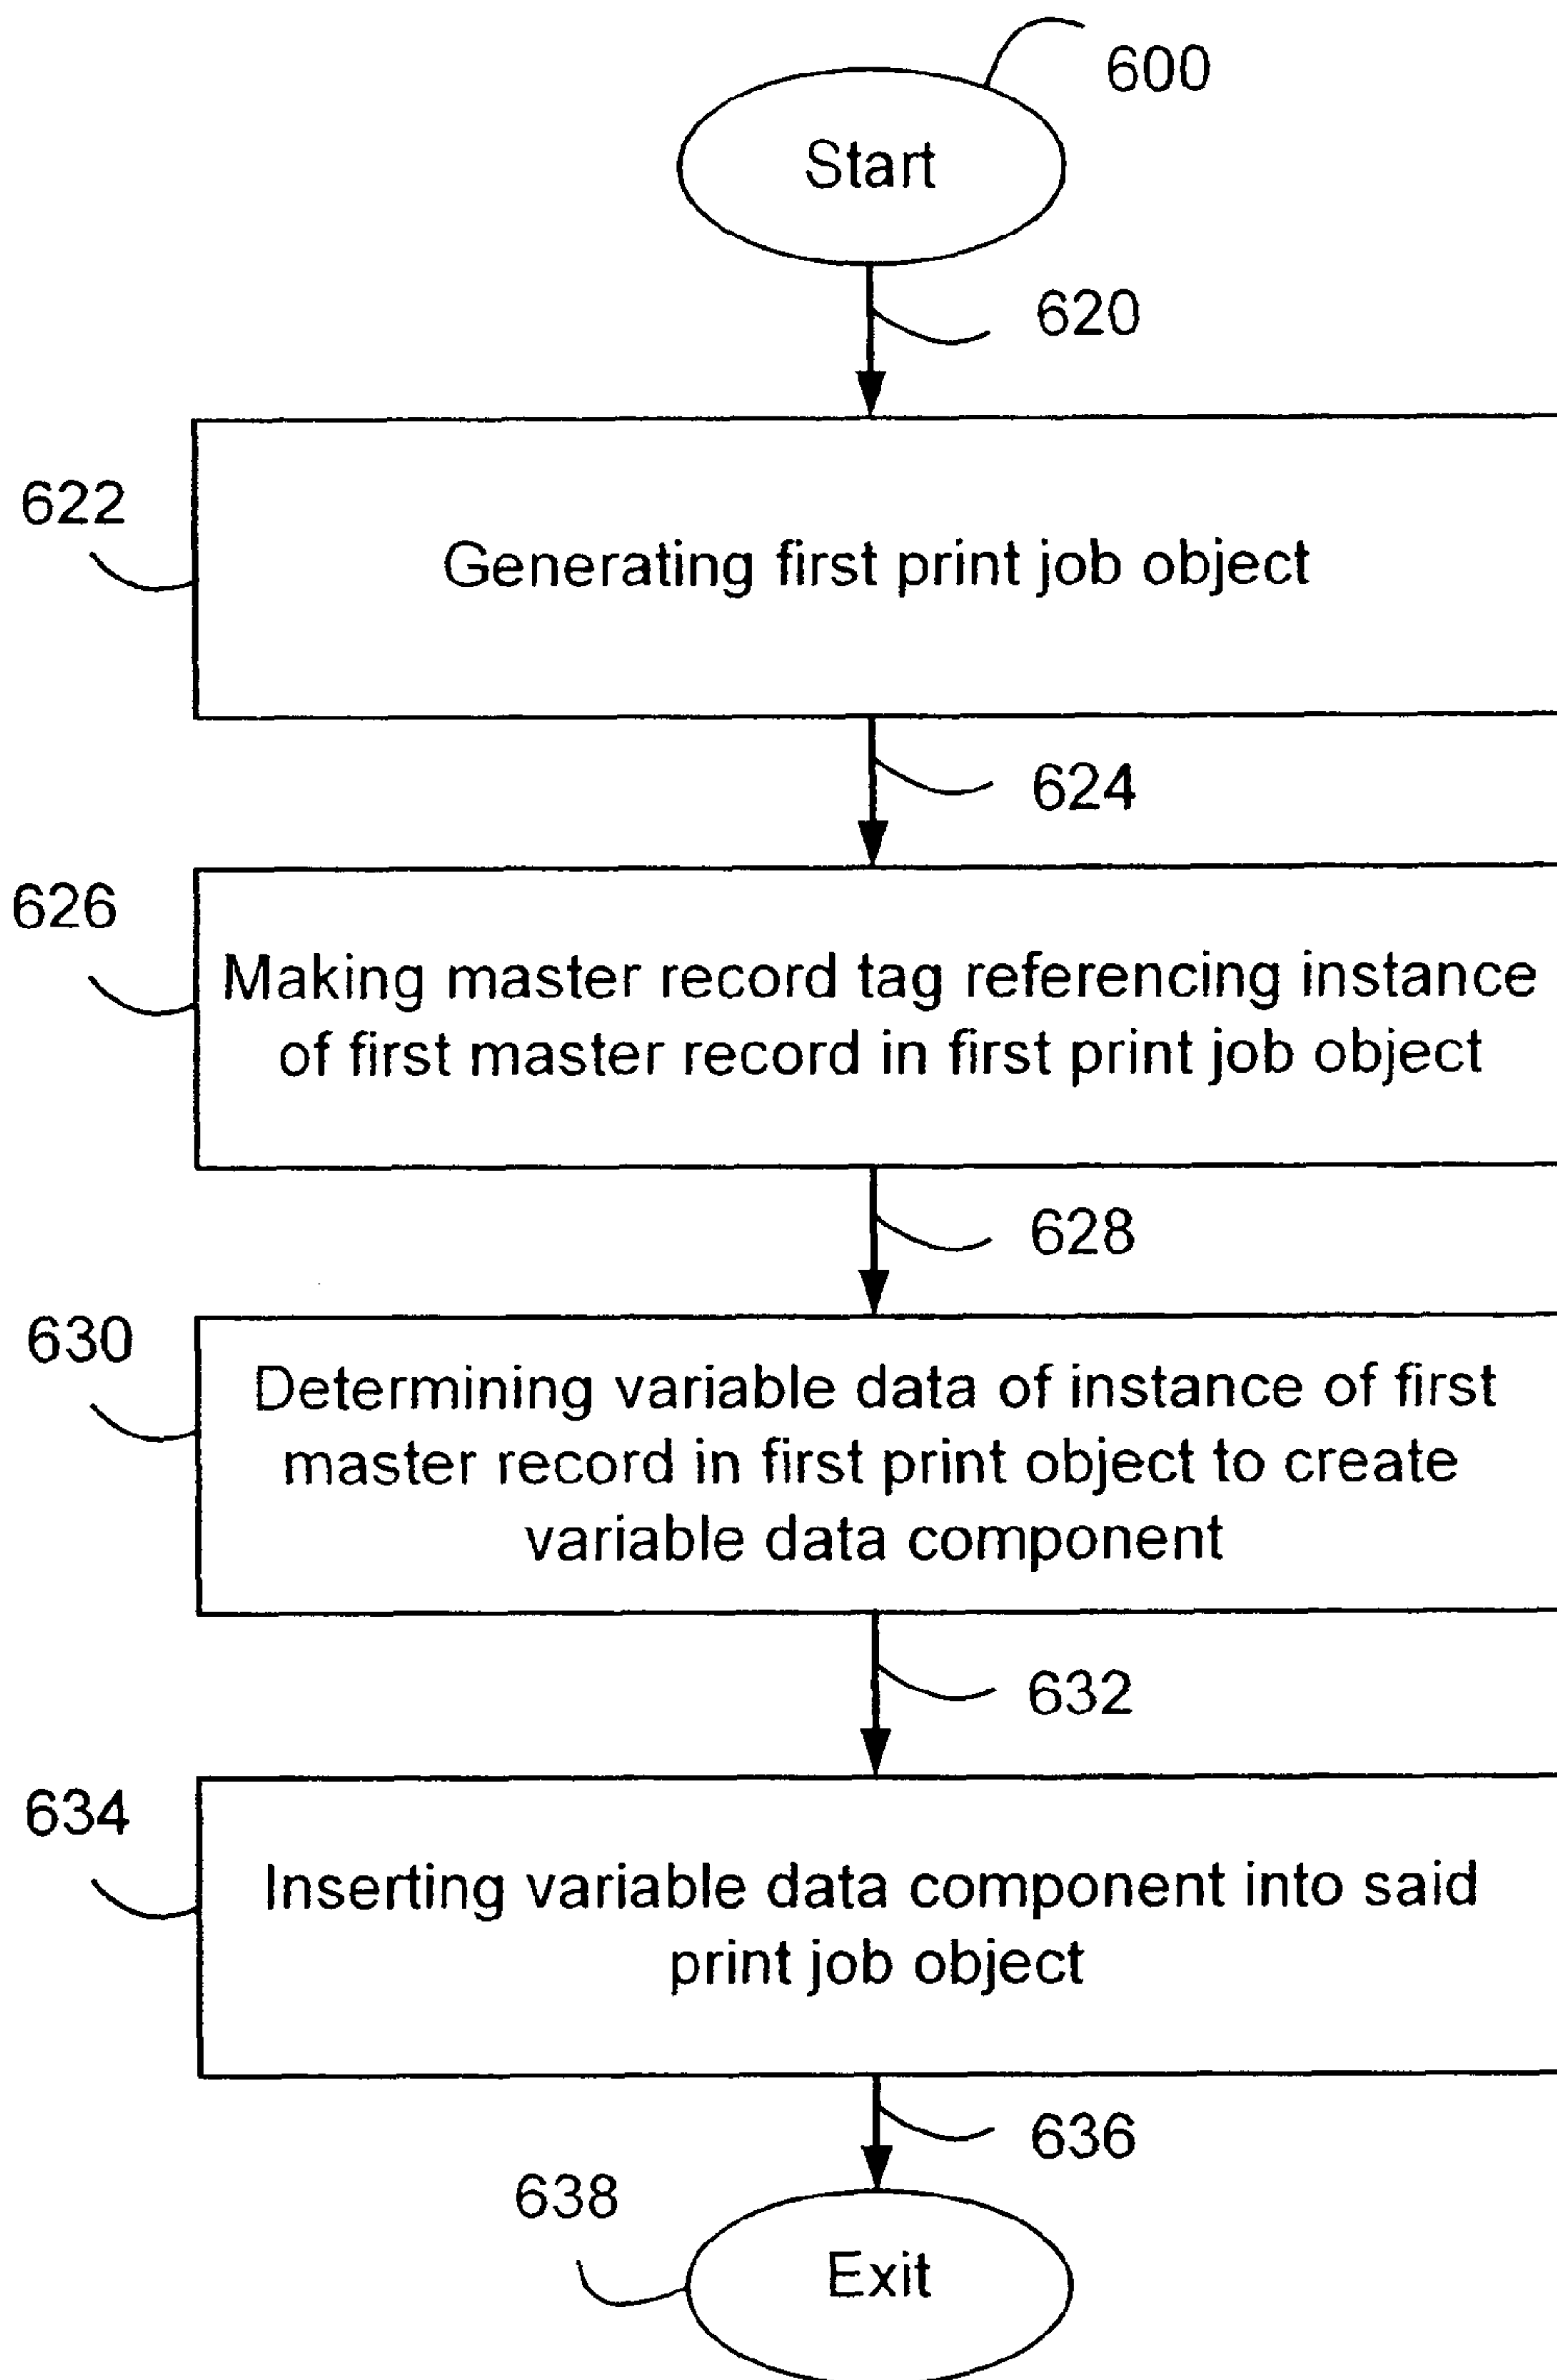 600
Start
620
622
Generating first print job object
624
626
Making master record tag referencing instance
of first master record in first print job object
628
630
Determining variable data of instance of first
master record in first print object to create
variable data component
632
634
Inserting variable data component into said
print job object
636
638
Exit